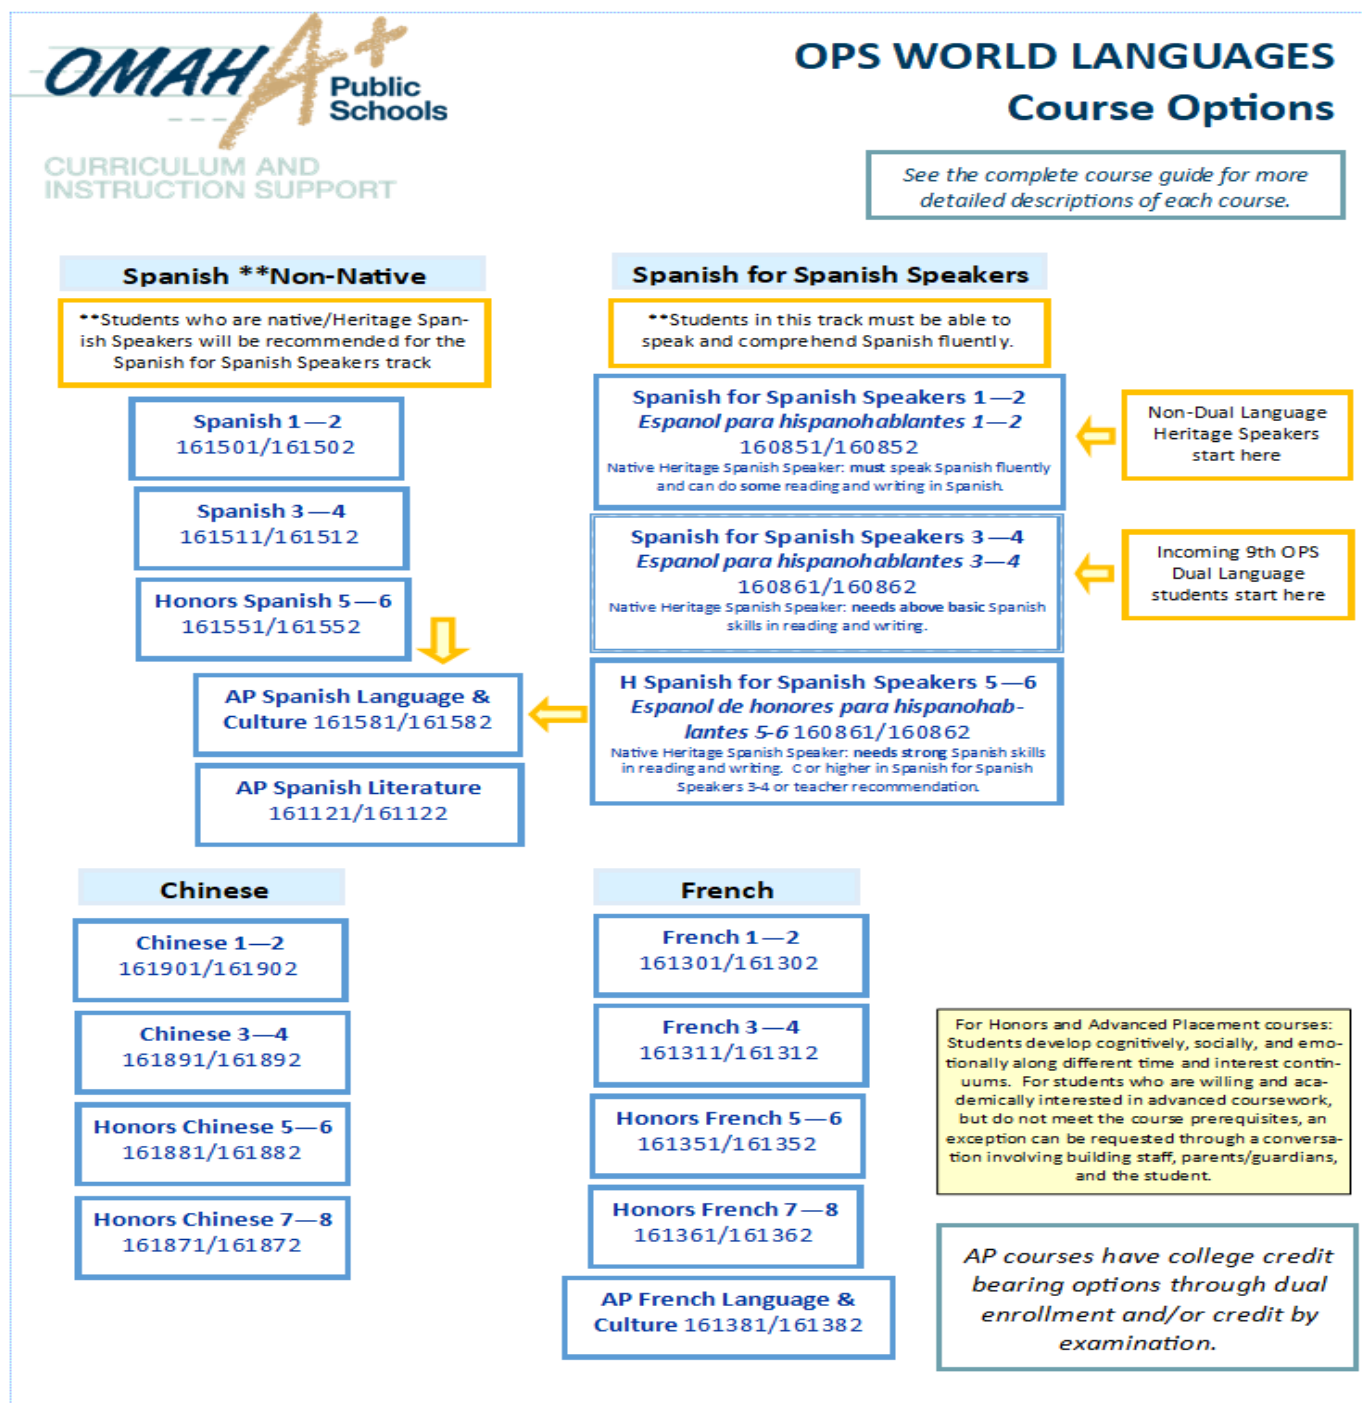 OMAHA+
Public
Schools
CURRICULUM AND
INSTRUCTION SUPPORT
OPS WORLD LANGUAGES
Course Options
See the complete course guide for more
detailed descriptions of each course.
Spanish **Non-Native
**Students who are native/Heritage Span-
ish Speakers will be recommended for the
Spanish for Spanish Speakers track
Spanish 1—2
161501/161502
Spanish 3—4
161511/161512
Honors Spanish 5—6
161551/161552
AP Spanish Language &
Culture 161581/161582
AP Spanish Literature
161121/161122
Spanish for Spanish Speakers
**Students in this track must be able to
speak and comprehend Spanish fluently.
Spanish for Spanish Speakers 1—2
Espanol para hispanohablantes 1—2
160851/160852
Native Heritage Spanish Speaker: must speak Spanish fluently
and can do some reading and writing in Spanish.
Non-Dual Language
Heritage Speakers
start here
Spanish for Spanish Speakers 3—4
Espanol para hispanohablantes 3—4
160861/160862
Native Heritage Spanish Speaker: needs above basic Spanish
skills in reading and writing.
Incoming 9th OPS
Dual Language
students start here
H Spanish for Spanish Speakers 5—6
Espanol de honores para hispanohab-
lantes 5-6 160861/160862
Native Heritage Spanish Speaker: needs strong Spanish skills
in reading and writing. C or higher in Spanish for Spanish
Speakers 3-4 or teacher recommendation.
Chinese
Chinese 1—2
161901/161902
Chinese 3—4
161891/161892
Honors Chinese 5—6
161881/161882
Honors Chinese 7—8
161871/161872
French
French 1—2
161301/161302
French 3—4
161311/161312
Honors French 5—6
161351/161352
Honors French 7—8
161361/161362
AP French Language &
Culture 161381/161382
For Honors and Advanced Placement courses:
Students develop cognitively, socially, and emo-
tionally along different time and interest contin-
uums. For students who are willing and aca-
demically interested in advanced coursework,
but do not meet the course prerequisites, an
exception can be requested through a conversa-
tion involving building staff, parents/guardians,
and the student.
AP courses have college credit
bearing options through dual
enrollment and/or credit by
examination.